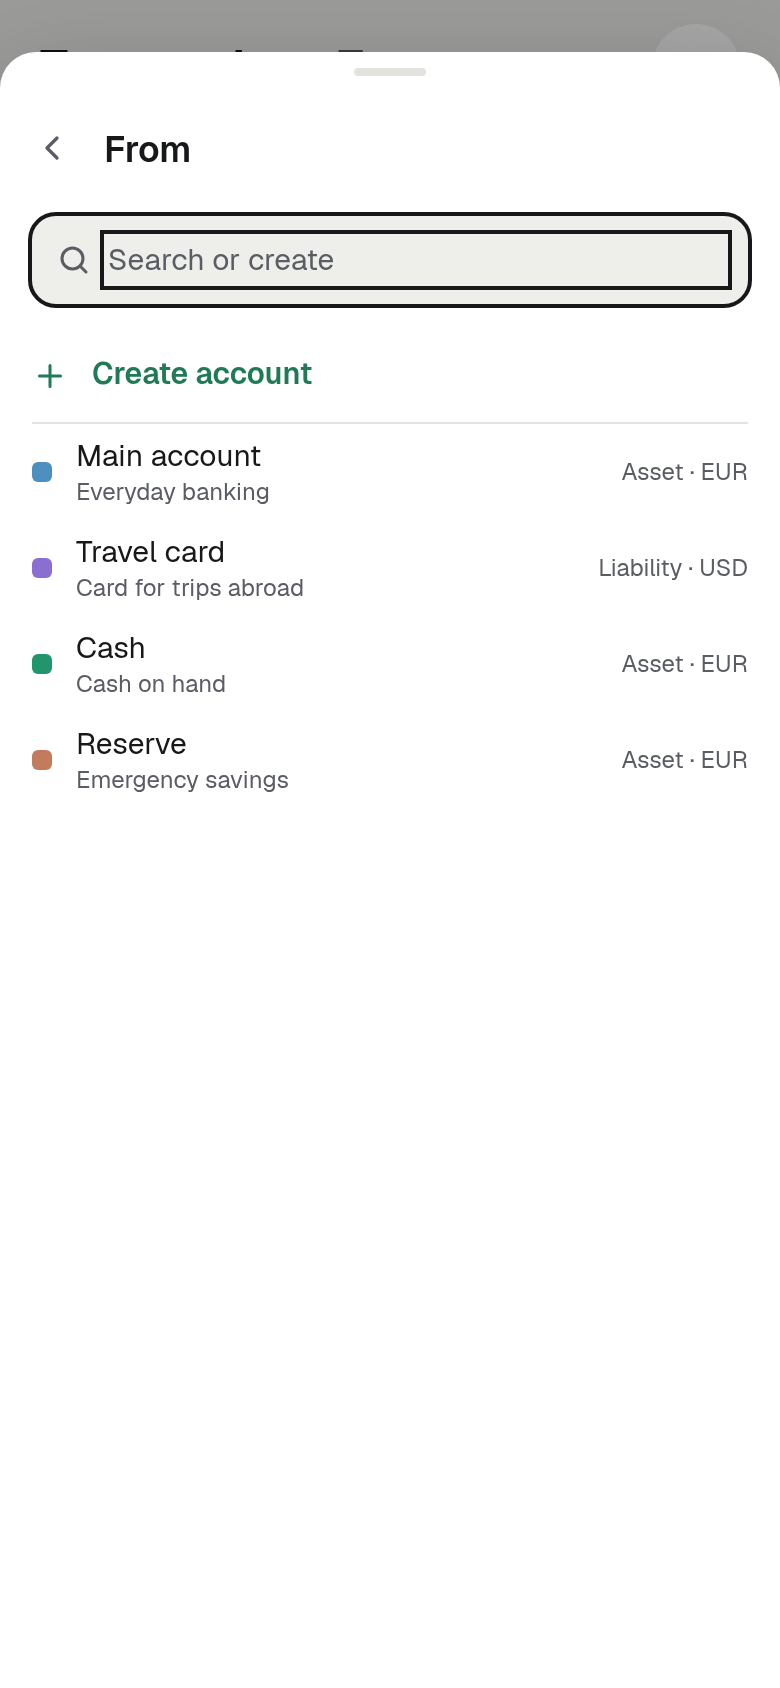 From
Search or create
Create account
Main account
Everyday banking
Asset · EUR
Travel card
Card for trips abroad
Liability · USD
Cash
Cash on hand
Asset · EUR
Reserve
Emergency savings
Asset · EUR